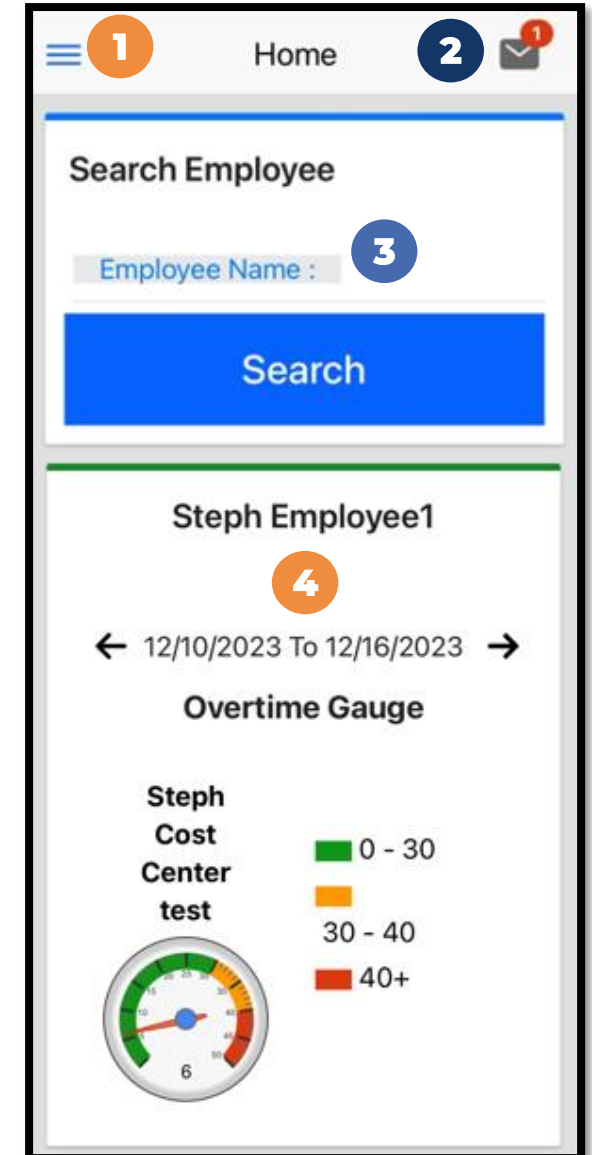 1 Home 2 1
Search Employee
Employee Name : 3
Search
Steph Employee1
4
12/10/2023 To 12/16/2023
Overtime Gauge
Steph
Cost
Center
test
0 - 30
30 - 40
40+
6